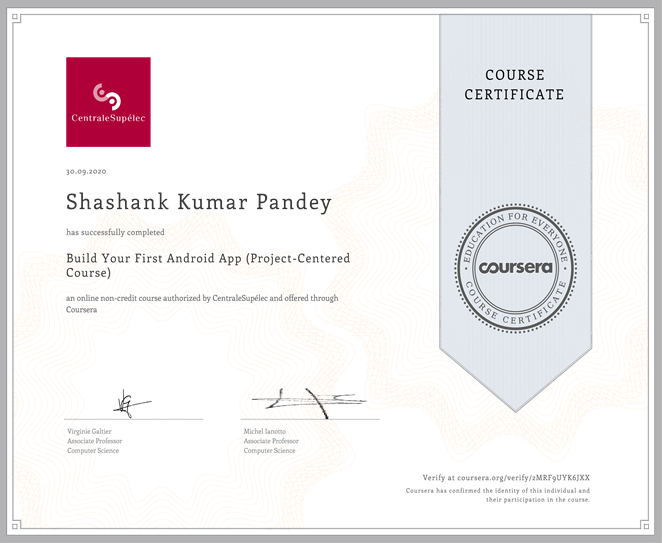 CentraleSupélec
30.09.2020
Shashank Kumar Pandey
has successfully completed
Build Your First Android App (Project-Centered
Course)
an online non-credit course authorized by CentraleSupélec and offered through
Coursera
Virginie Galtier
Associate Professor
Computer Science
Michel Ianotto
Associate Professor
Computer Science
COURSE
CERTIFICATE
EDUCATION FOR EVERYONE
coursera
COURSE CERTIFICATE
Verify at coursera.org/verify/2MRF9UYK6JXX
Coursera has confirmed the identity of this individual and
their participation in the course.